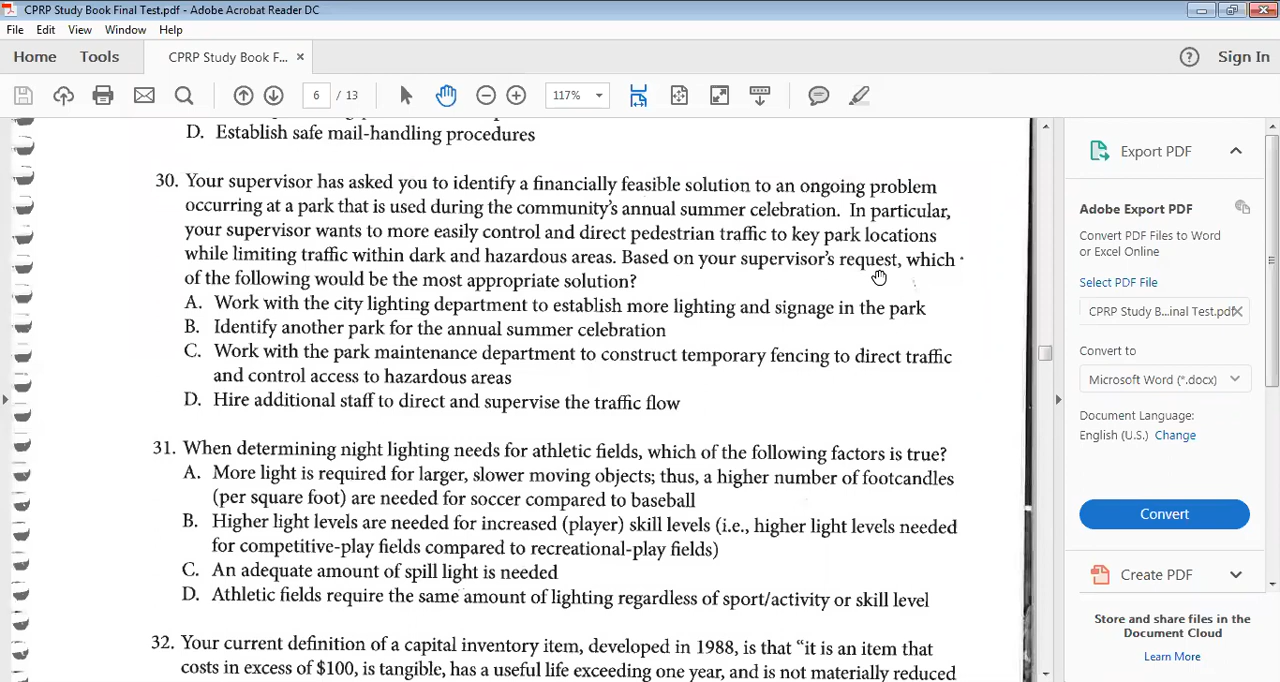 CPRP Study Book Final Test.pdf - Adobe Acrobat Reader DC
File Edit View Window Help
Home Tools CPRP Study Book F... × Sign In
6 / 13 117%
D. Establish safe mail-handling procedures
30. Your supervisor has asked you to identify a financially feasible solution to an ongoing problem
occurring at a park that is used during the community's annual summer celebration. In particular,
your supervisor wants to more easily control and direct pedestrian traffic to key park locations
while limiting traffic within dark and hazardous areas. Based on your supervisor's request, which
of the following would be the most appropriate solution?
A. Work with the city lighting department to establish more lighting and signage in the park
B. Identify another park for the annual summer celebration
C. Work with the park maintenance department to construct temporary fencing to direct traffic
and control access to hazardous areas
D. Hire additional staff to direct and supervise the traffic flow
31. When determining night lighting needs for athletic fields, which of the following factors is true?
A. More light is required for larger, slower moving objects; thus, a higher number of footcandles
(per square foot) are needed for soccer compared to baseball
B. Higher light levels are needed for increased (player) skill levels (i.e., higher light levels needed
for competitive-play fields compared to recreational-play fields)
C. An adequate amount of spill light is needed
D. Athletic fields require the same amount of lighting regardless of sport/activity or skill level
32. Your current definition of a capital inventory item, developed in 1988, is that "it is an item that
costs in excess of $100, is tangible, has a useful life exceeding one year, and is not materially reduced
Export PDF
Adobe Export PDF
Convert PDF Files to Word
or Excel Online
Select PDF File
CPRP Study B...inal Test.pdf
Convert to
Microsoft Word (*.docx)
Document Language:
English (U.S.) Change
Convert
Create PDF
Store and share files in the
Document Cloud
Learn More